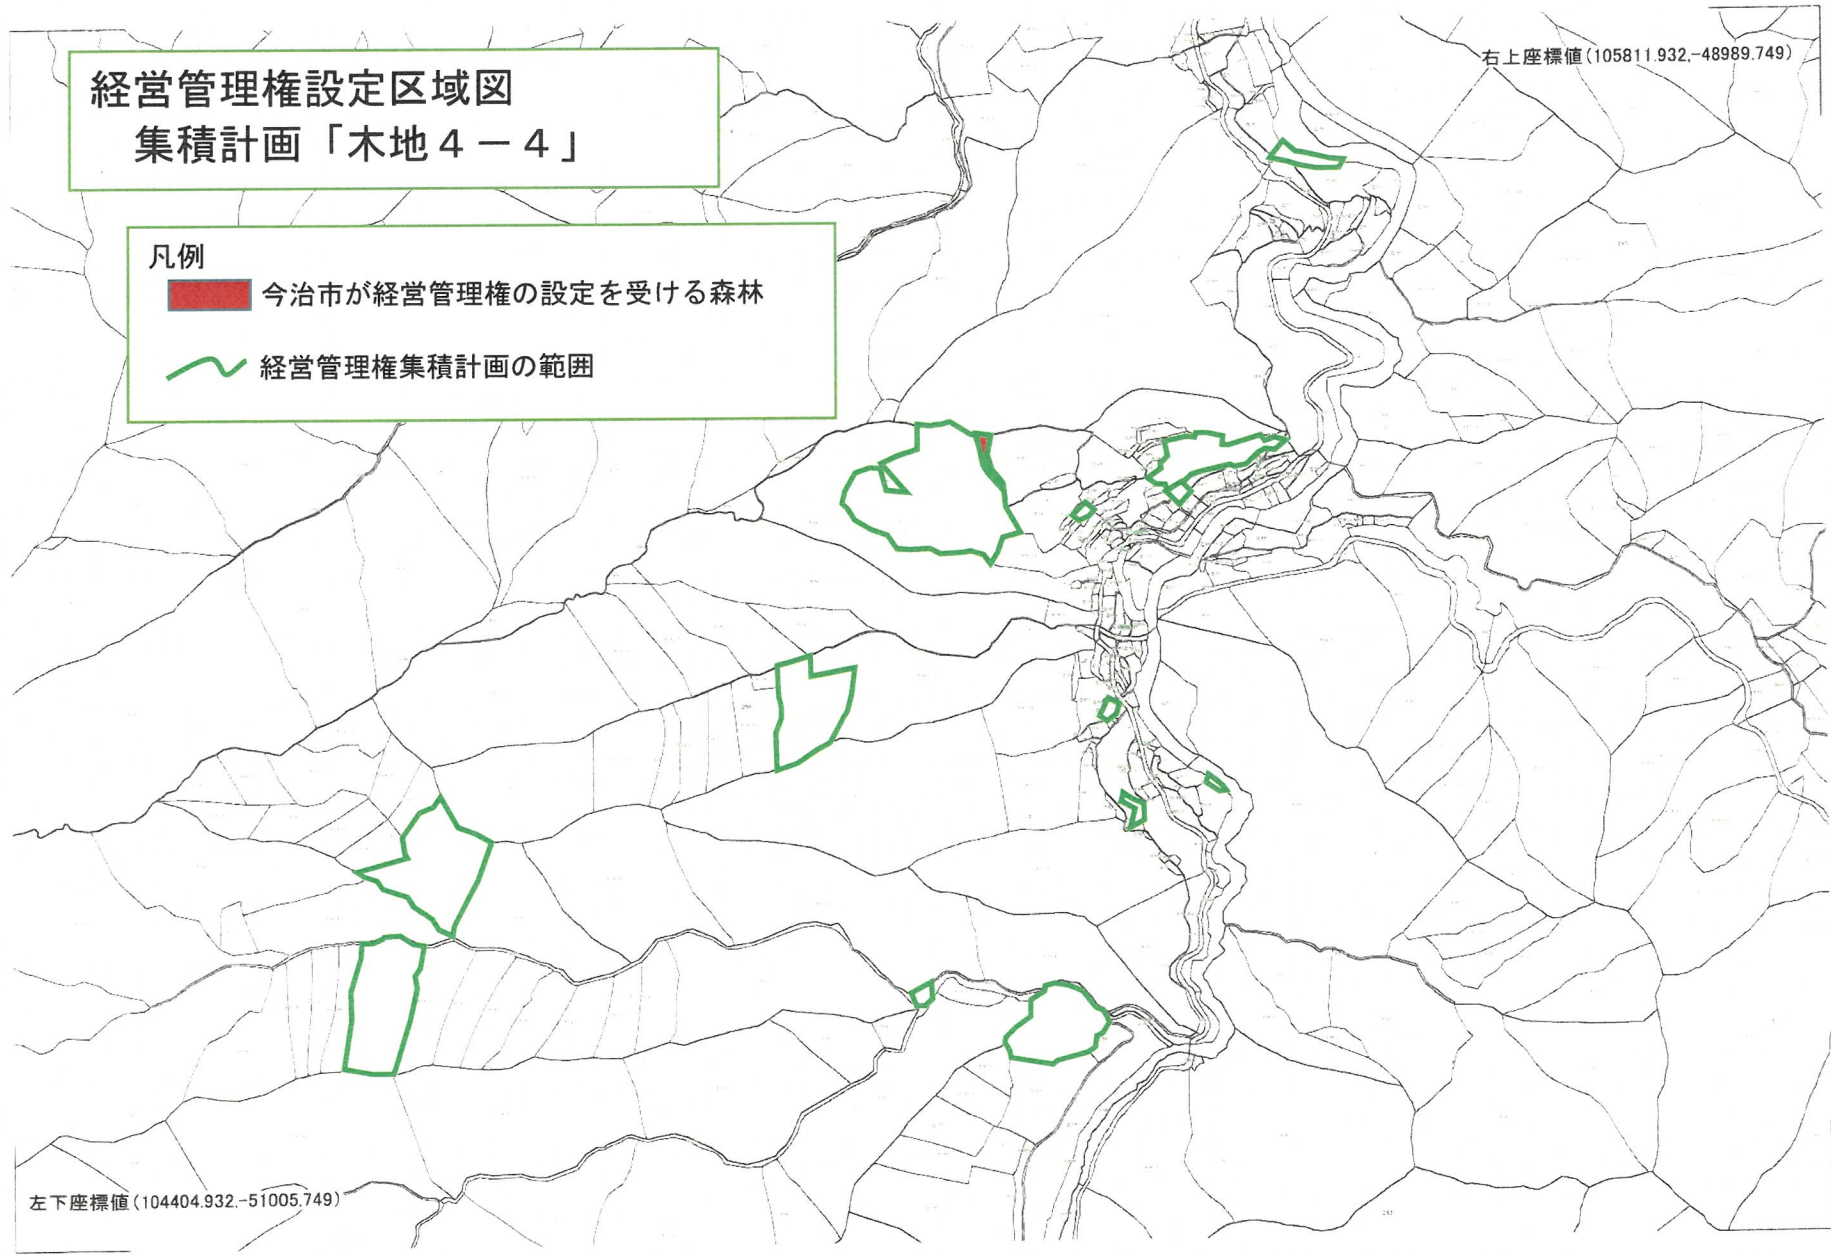 経営管理権設定区域図
集積計画「木地４－４」
右上座標値(105811.932,-48989.749)
凡例
今治市が経営管理権の設定を受ける森林
経営管理権集積計画の範囲
左下座標値(104404.932,-51005.749)